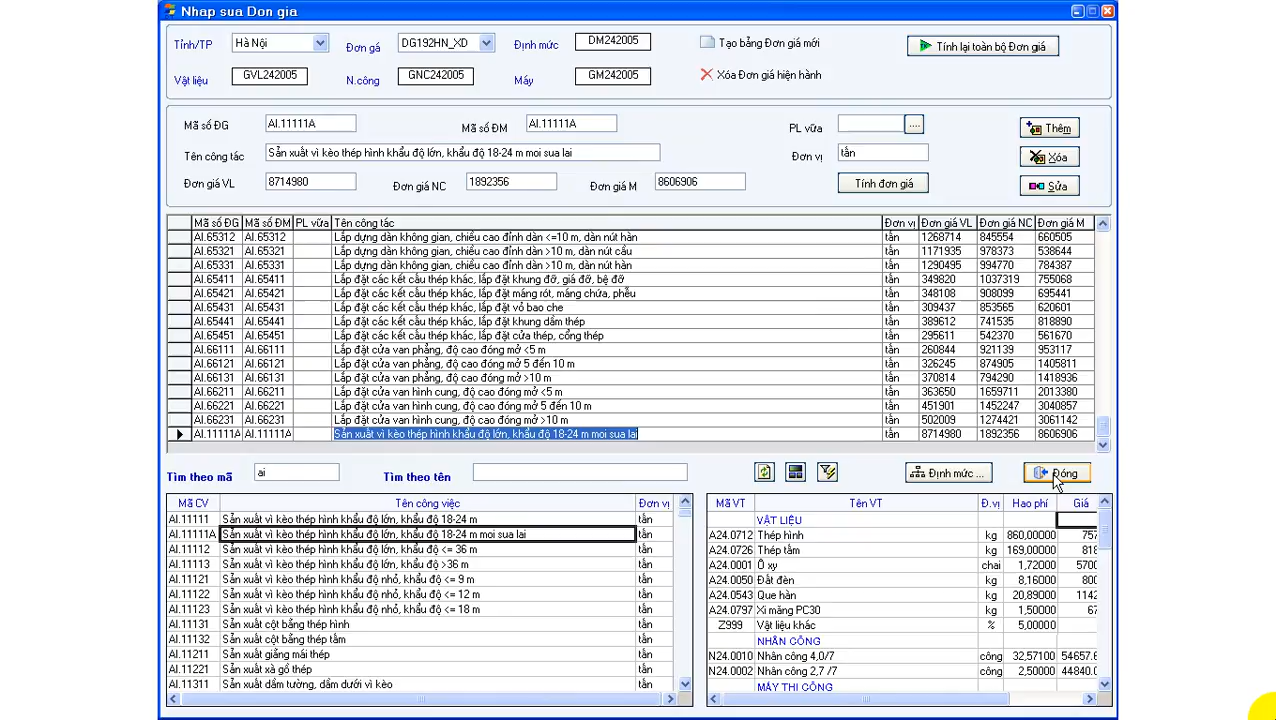 Nhap sua Don gia
Tỉnh/TP Hà Nội Đơn gá DG192HN_XD Định mức DM242005 Tạo bảng Đơn giá mới Tính lại toàn bộ Đơn giá
Vật liệu GVL242005 N.công GNC242005 Máy GM242005 Xóa Đơn giá hiện hành
Mã số ĐG AI.11111A Mã số ĐM AI.11111A PL vữa .... Thêm
Tên công tác Sản xuất vì kèo thép hình khẩu độ lớn, khẩu độ 18-24 m moi sua lai Đơn vị tấn Xóa
Đơn giá VL 8714980 Đơn giá NC 1892356 Đơn giá M 8606906 Tính đơn giá Sửa
Mã số ĐG Mã số ĐM PL vữa Tên công tác Đơn vị Đơn giá VL Đơn giá NC Đơn giá M
AI.65312 AI.65312 Lắp dựng dàn không gian, chiều cao đỉnh dàn <=10 m, dàn nút hàn tấn 1268714 845554 660505
AI.65321 AI.65321 Lắp dựng dàn không gian, chiều cao đỉnh dàn >10 m, dàn nút cầu tấn 1171935 978373 538644
AI.65331 AI.65331 Lắp dựng dàn không gian, chiều cao đỉnh dàn >10 m, dàn nút hàn tấn 1290495 994770 784387
AI.65411 AI.65411 Lắp đặt các kết cấu thép khác, lắp đặt khung đỡ, giá đỡ, bệ đỡ tấn 349820 1037319 755068
AI.65421 AI.65421 Lắp đặt các kết cấu thép khác, lắp đặt máng rót, máng chứa, phễu tấn 348108 908099 695441
AI.65431 AI.65431 Lắp đặt các kết cấu thép khác, lắp đặt vỏ bao che tấn 309437 853565 620601
AI.65441 AI.65441 Lắp đặt các kết cấu thép khác, lắp đặt khung dầm thép tấn 389612 741535 818890
AI.65451 AI.65451 Lắp đặt các kết cấu thép khác, lắp đặt cửa thép, cổng thép tấn 295611 542370 561670
AI.66111 AI.66111 Lắp đặt cửa van phẳng, độ cao đóng mở <5 m tấn 260844 921139 953117
AI.66121 AI.66121 Lắp đặt cửa van phẳng, độ cao đóng mở 5 đến 10 m tấn 326245 874900 1405811
AI.66131 AI.66131 Lắp đặt cửa van phẳng, độ cao đóng mở >10 m tấn 370814 794290 1418936
AI.66211 AI.66211 Lắp đặt cửa van hình cung, độ cao đóng mở <5 m tấn 363650 1659711 2013380
AI.66221 AI.66221 Lắp đặt cửa van hình cung, độ cao đóng mở 5 đến 10 m tấn 451901 1452247 3040857
AI.66231 AI.66231 Lắp đặt cửa van hình cung, độ cao đóng mở >10 m tấn 502009 1274421 3061142
AI.11111A AI.11111A Sản xuất vì kèo thép hình khẩu độ lớn, khẩu độ 18-24 m moi sua lai tấn 8714980 1892356 8606906
Tìm theo mã ai Tìm theo tên Định mức ... Đóng
Mã CV Tên công việc Đơn vị
AI.11111 Sản xuất vì kèo thép hình khẩu độ lớn, khẩu độ 18-24 m tấn
AI.11111A Sản xuất vì kèo thép hình khẩu độ lớn, khẩu độ 18-24 m moi sua lai tấn
AI.11112 Sản xuất vì kèo thép hình khẩu độ lớn, khẩu độ <= 36 m tấn
AI.11113 Sản xuất vì kèo thép hình khẩu độ lớn, khẩu độ >36 m tấn
AI.11121 Sản xuất vì kèo thép hình khẩu độ nhỏ, khẩu độ <= 9 m tấn
AI.11122 Sản xuất vì kèo thép hình khẩu độ nhỏ, khẩu độ <= 12 m tấn
AI.11123 Sản xuất vì kèo thép hình khẩu độ nhỏ, khẩu độ <= 18 m tấn
AI.11131 Sản xuất cột bằng thép hình tấn
AI.11132 Sản xuất cột bằng thép tấm tấn
AI.11211 Sản xuất giằng mái thép tấn
AI.11221 Sản xuất xà gồ thép tấn
AI.11311 Sản xuất dầm tường, dầm dưới vì kèo tấn
Mã VT Tên VT Đ.vị Hao phí Giá
VẬT LIỆU
A24.0712 Thép hình kg 860,00000 757
A24.0726 Thép tấm kg 169,00000 818
A24.0001 Ô xy chai 1,72000 5700
A24.0050 Đất đèn kg 8,16000 800
A24.0543 Que hàn kg 20,89000 1142
A24.0797 Xi măng PC30 kg 1,50000 67
Z999 Vật liệu khác % 5,00000
NHÂN CÔNG
N24.0010 Nhân công 4,0/7 công 32,57100 54657.6
N24.0002 Nhân công 2,7 /7 công 2,50000 44840.0
MÁY THI CÔNG